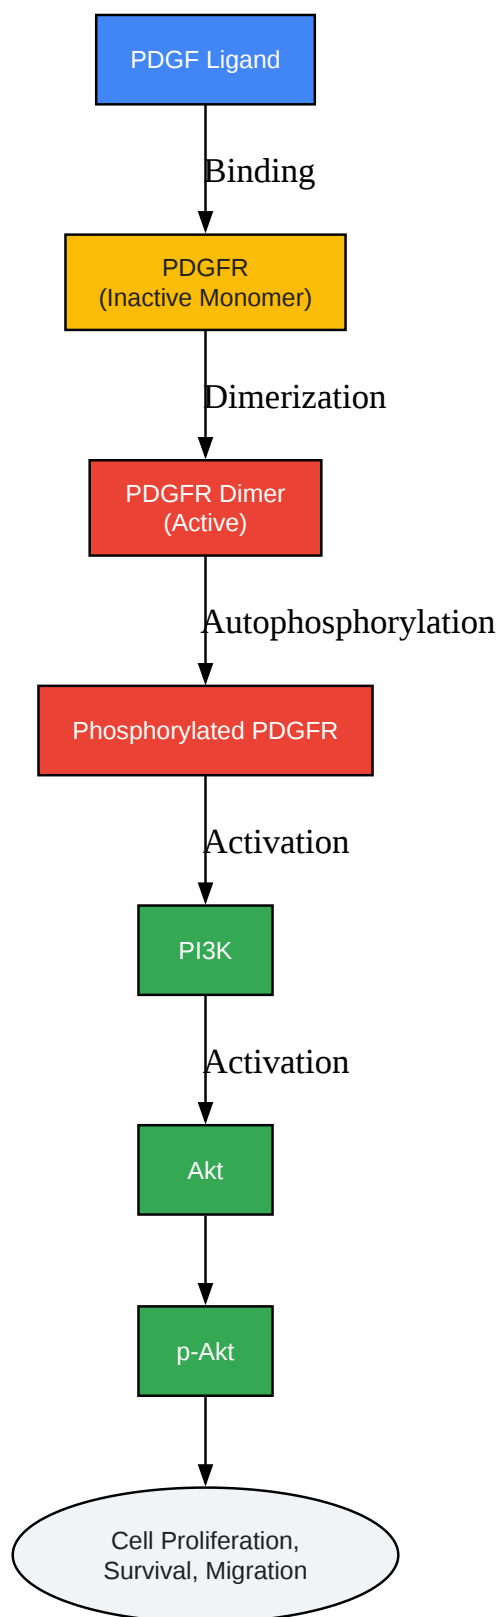 PDGF Ligand
Binding
PDGFR
(Inactive Monomer)
Dimerization
PDGFR Dimer
(Active)
Autophosphorylation
Phosphorylated PDGFR
Activation
PI3K
Activation
Akt
p-Akt
Cell Proliferation,
Survival, Migration